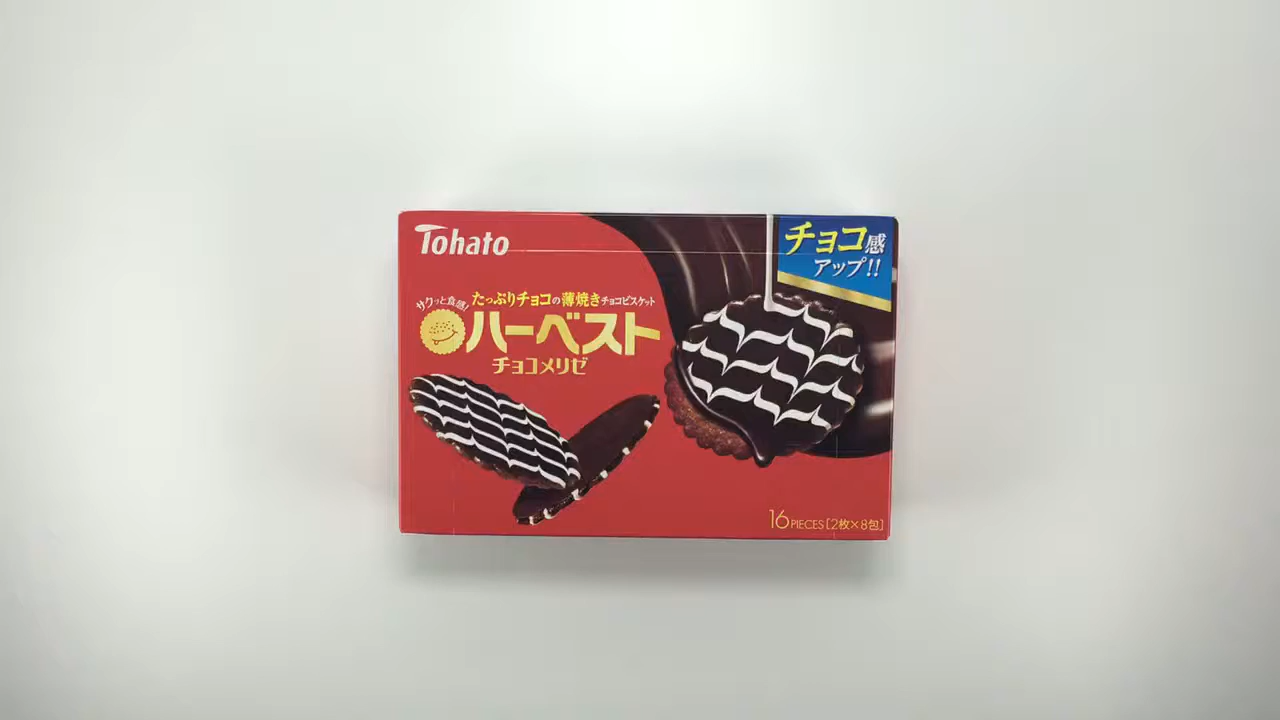 Tohato
チョコ感
アップ!!
サクッと食感!
たっぷりチョコの薄焼きチョコビスケット
ハーベスト
チョコメリゼ
16 PIECES [2枚×8包]